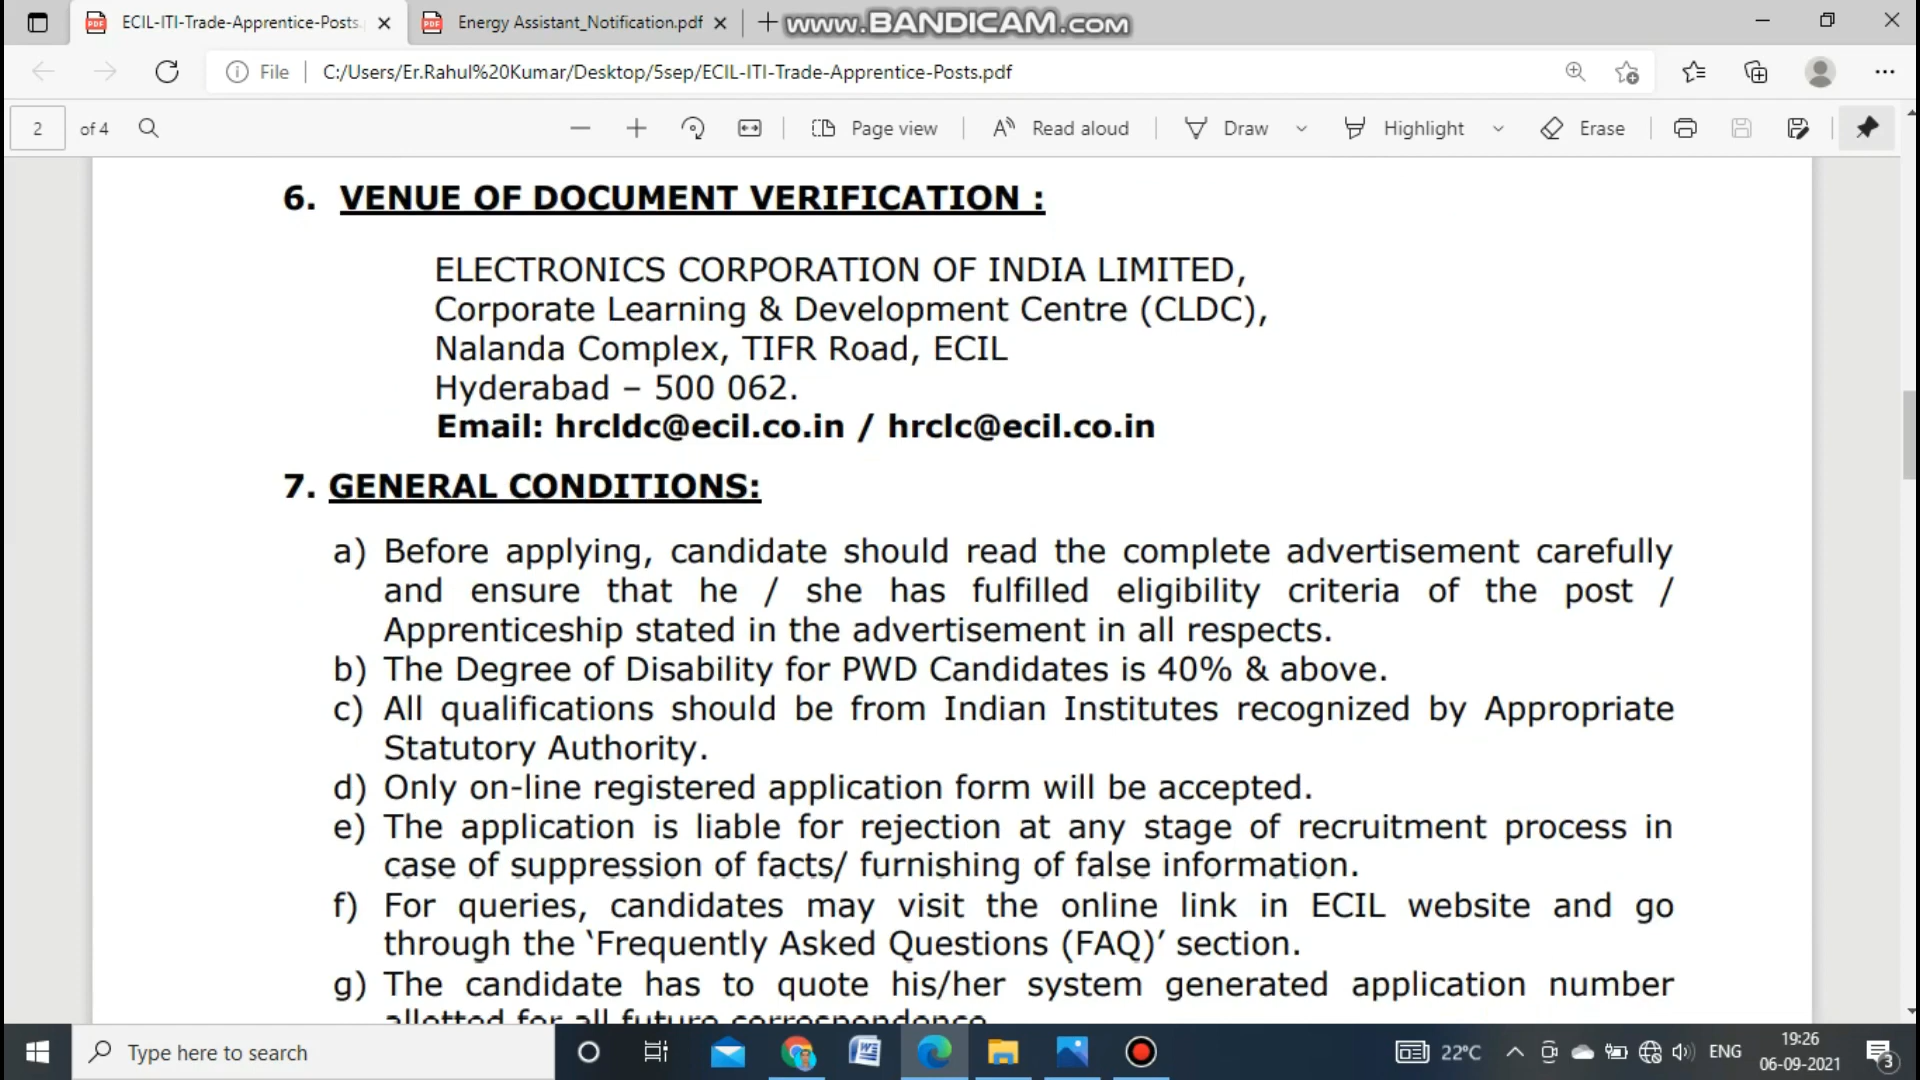 ECIL-ITI-Trade-Apprentice-Posts.
Energy Assistant_Notification.pdf
www.BANDICAM.com
File
C:/Users/Er.Rahul%20Kumar/Desktop/5sep/ECIL-ITI-Trade-Apprentice-Posts.pdf
2 of 4
Page view
Read aloud
Draw
Highlight
Erase
6. VENUE OF DOCUMENT VERIFICATION :
ELECTRONICS CORPORATION OF INDIA LIMITED,
Corporate Learning & Development Centre (CLDC),
Nalanda Complex, TIFR Road, ECIL
Hyderabad – 500 062.
Email: hrcldc@ecil.co.in / hrclc@ecil.co.in
7. GENERAL CONDITIONS:
a) Before applying, candidate should read the complete advertisement carefully
and ensure that he / she has fulfilled eligibility criteria of the post /
Apprenticeship stated in the advertisement in all respects.
b) The Degree of Disability for PWD Candidates is 40% & above.
c) All qualifications should be from Indian Institutes recognized by Appropriate
Statutory Authority.
d) Only on-line registered application form will be accepted.
e) The application is liable for rejection at any stage of recruitment process in
case of suppression of facts/ furnishing of false information.
f) For queries, candidates may visit the online link in ECIL website and go
through the ‘Frequently Asked Questions (FAQ)’ section.
g) The candidate has to quote his/her system generated application number
allotted for all future correspondence
Type here to search
22°C
ENG
19:26
06-09-2021
3